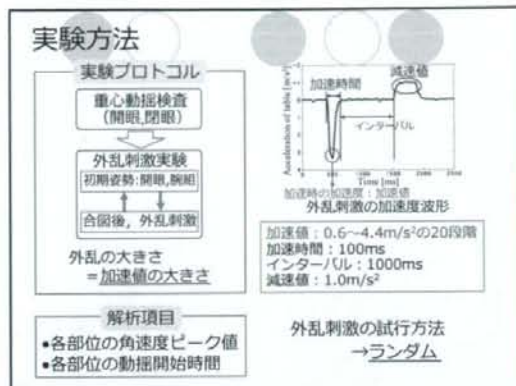 実験方法
実験プロトコル
重心動揺検査
(開眼,閉眼)
外乱刺激実験
初期姿勢:開眼,腕組
合図後,外乱刺激
外乱の大きさ
=加速値の大きさ
解析項目
•各部位の角速度ピーク値
•各部位の動揺開始時間
減速値
加速時間
インターバル
Acceleration of table [m/s²]
Time [ms]
加速時の加速度:加速値
外乱刺激の加速度波形
加速値:0.6~4.4m/s²の20段階
加速時間:100ms
インターバル:1000ms
減速値:1.0m/s²
外乱刺激の試行方法
→ランダム